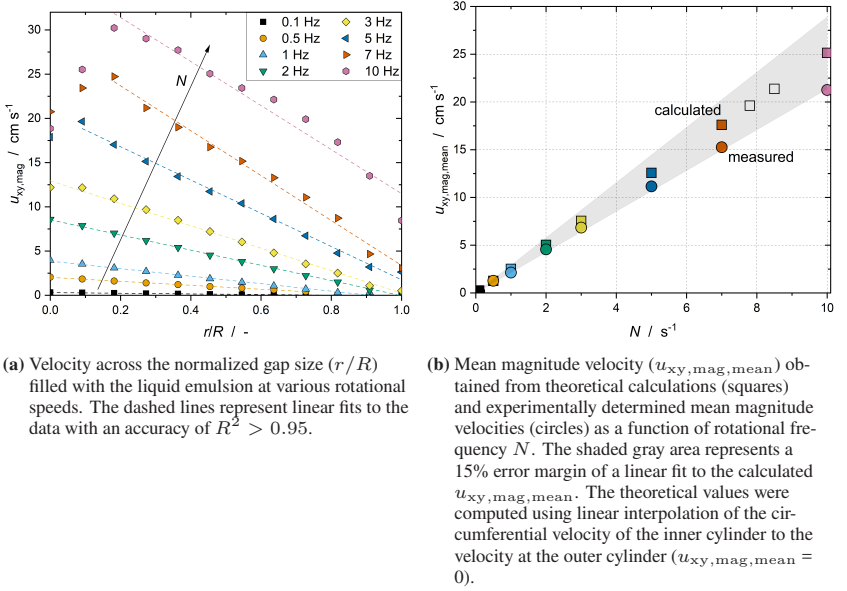 30
25
20
15
10
5
0
u_xy,mag / cm s⁻¹
0.0 0.2 0.4 0.6 0.8 1.0
r/R / -
N
0.1 Hz 3 Hz
0.5 Hz 5 Hz
1 Hz 7 Hz
2 Hz 10 Hz
30
25
20
15
10
5
0
u_xy,mag,mean / cm s⁻¹
0 2 4 6 8 10
N / s⁻¹
calculated
measured
(a) Velocity across the normalized gap size (r/R)
filled with the liquid emulsion at various rotational
speeds. The dashed lines represent linear fits to the
data with an accuracy of R² > 0.95.
(b) Mean magnitude velocity (u_xy,mag,mean) ob-
tained from theoretical calculations (squares)
and experimentally determined mean magnitude
velocities (circles) as a function of rotational fre-
quency N. The shaded gray area represents a
15% error margin of a linear fit to the calculated
u_xy,mag,mean. The theoretical values were
computed using linear interpolation of the cir-
cumferential velocity of the inner cylinder to the
velocity at the outer cylinder (u_xy,mag,mean =
0).